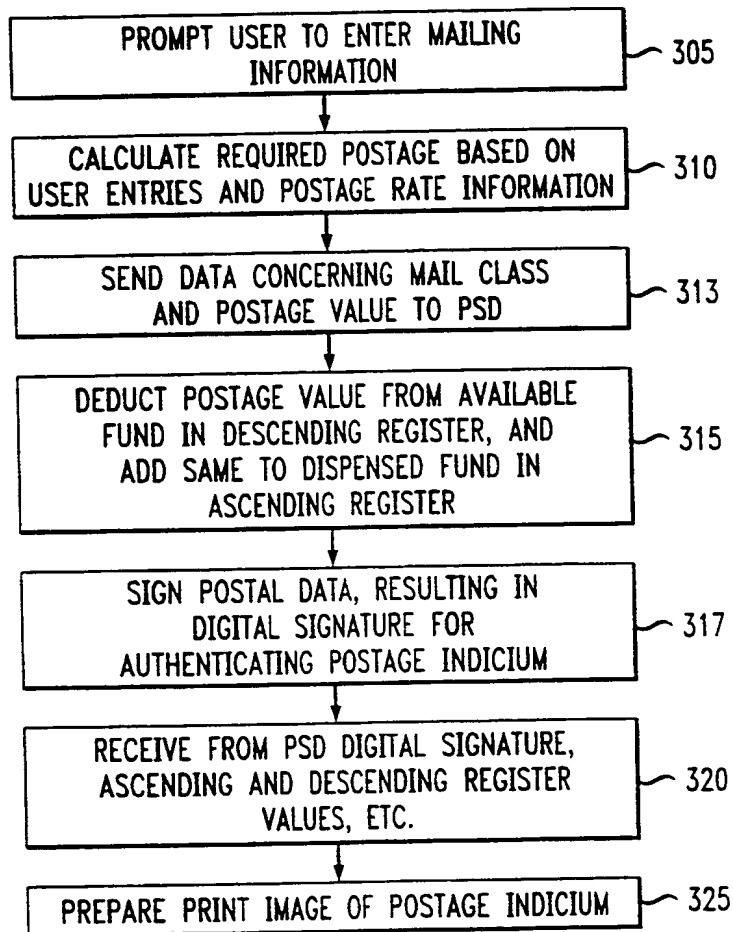 PROMPT USER TO ENTER MAILING
INFORMATION
305
CALCULATE REQUIRED POSTAGE BASED ON
USER ENTRIES AND POSTAGE RATE INFORMATION
310
SEND DATA CONCERNING MAIL CLASS
AND POSTAGE VALUE TO PSD
313
DEDUCT POSTAGE VALUE FROM AVAILABLE
FUND IN DESCENDING REGISTER, AND
ADD SAME TO DISPENSED FUND IN
ASCENDING REGISTER
315
SIGN POSTAL DATA, RESULTING IN
DIGITAL SIGNATURE FOR
AUTHENTICATING POSTAGE INDICIUM
317
RECEIVE FROM PSD DIGITAL SIGNATURE,
ASCENDING AND DESCENDING REGISTER
VALUES, ETC.
320
PREPARE PRINT IMAGE OF POSTAGE INDICIUM
325